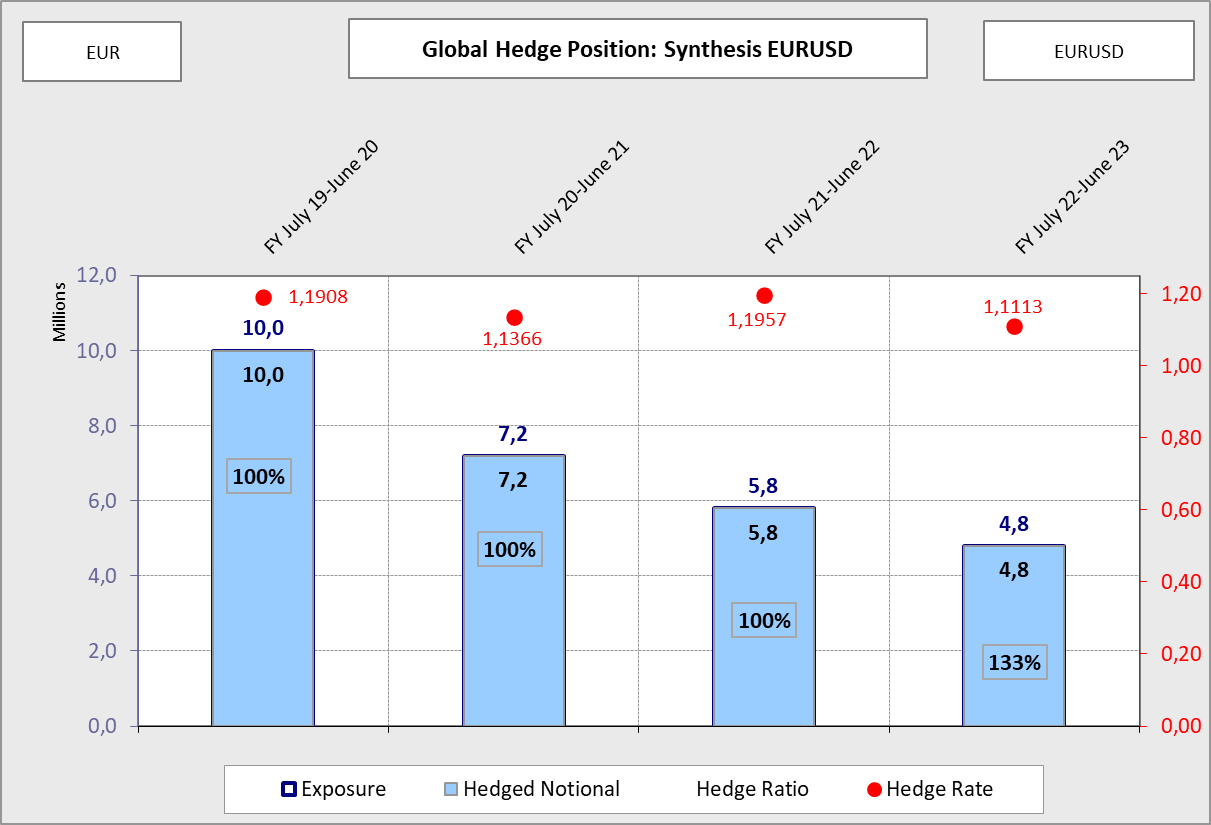 EUR
Global Hedge Position: Synthesis EURUSD
EURUSD
FY July 19-June 20
FY July 20-June 21
FY July 21-June 22
FY July 22-June 23
Millions
12,0
10,0
8,0
6,0
4,0
2,0
0,0
1,1908
1,1366
1,1957
1,1113
10,0
10,0
100%
7,2
7,2
100%
5,8
5,8
100%
4,8
4,8
133%
1,20
1,00
0,80
0,60
0,40
0,20
0,00
Exposure
Hedged Notional
Hedge Ratio
Hedge Rate